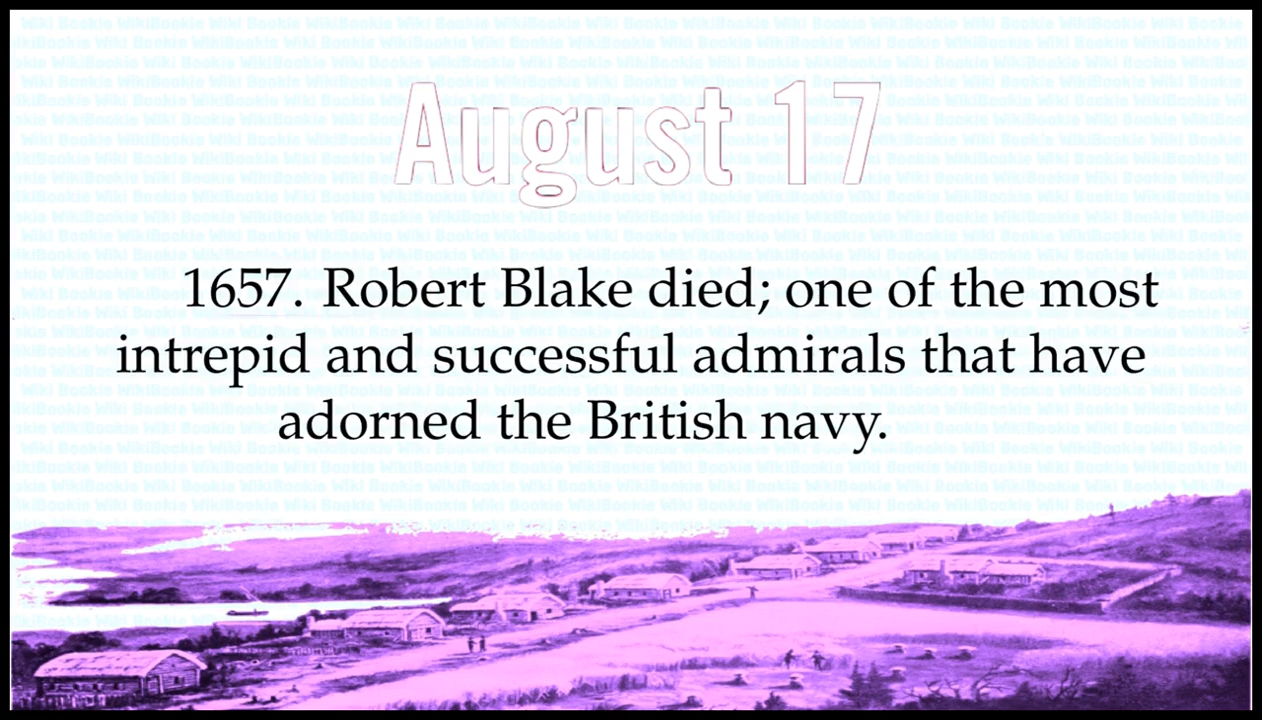 August 17
1657. Robert Blake died; one of the most
intrepid and successful admirals that have
adorned the British navy.